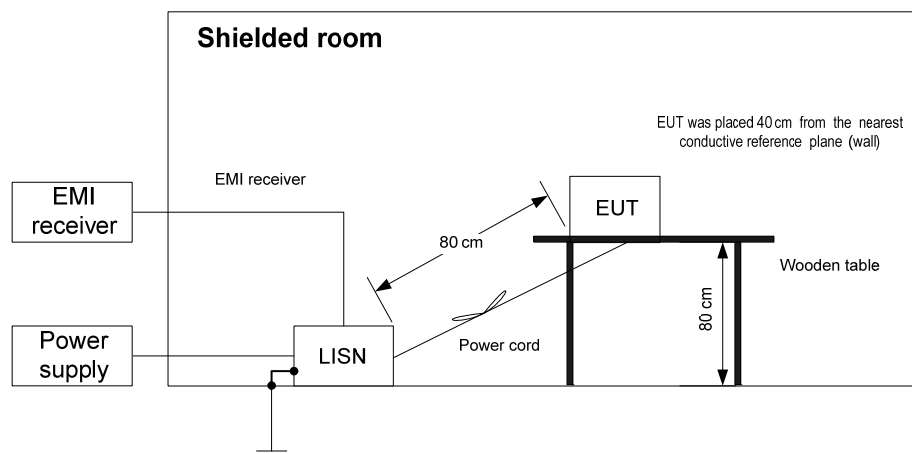 Shielded room
EUT was placed 40 cm from the nearest
conductive reference plane (wall)
EMI receiver
EMI
receiver
EUT
80 cm
Wooden table
80 cm
Power
supply
LISN
Power cord